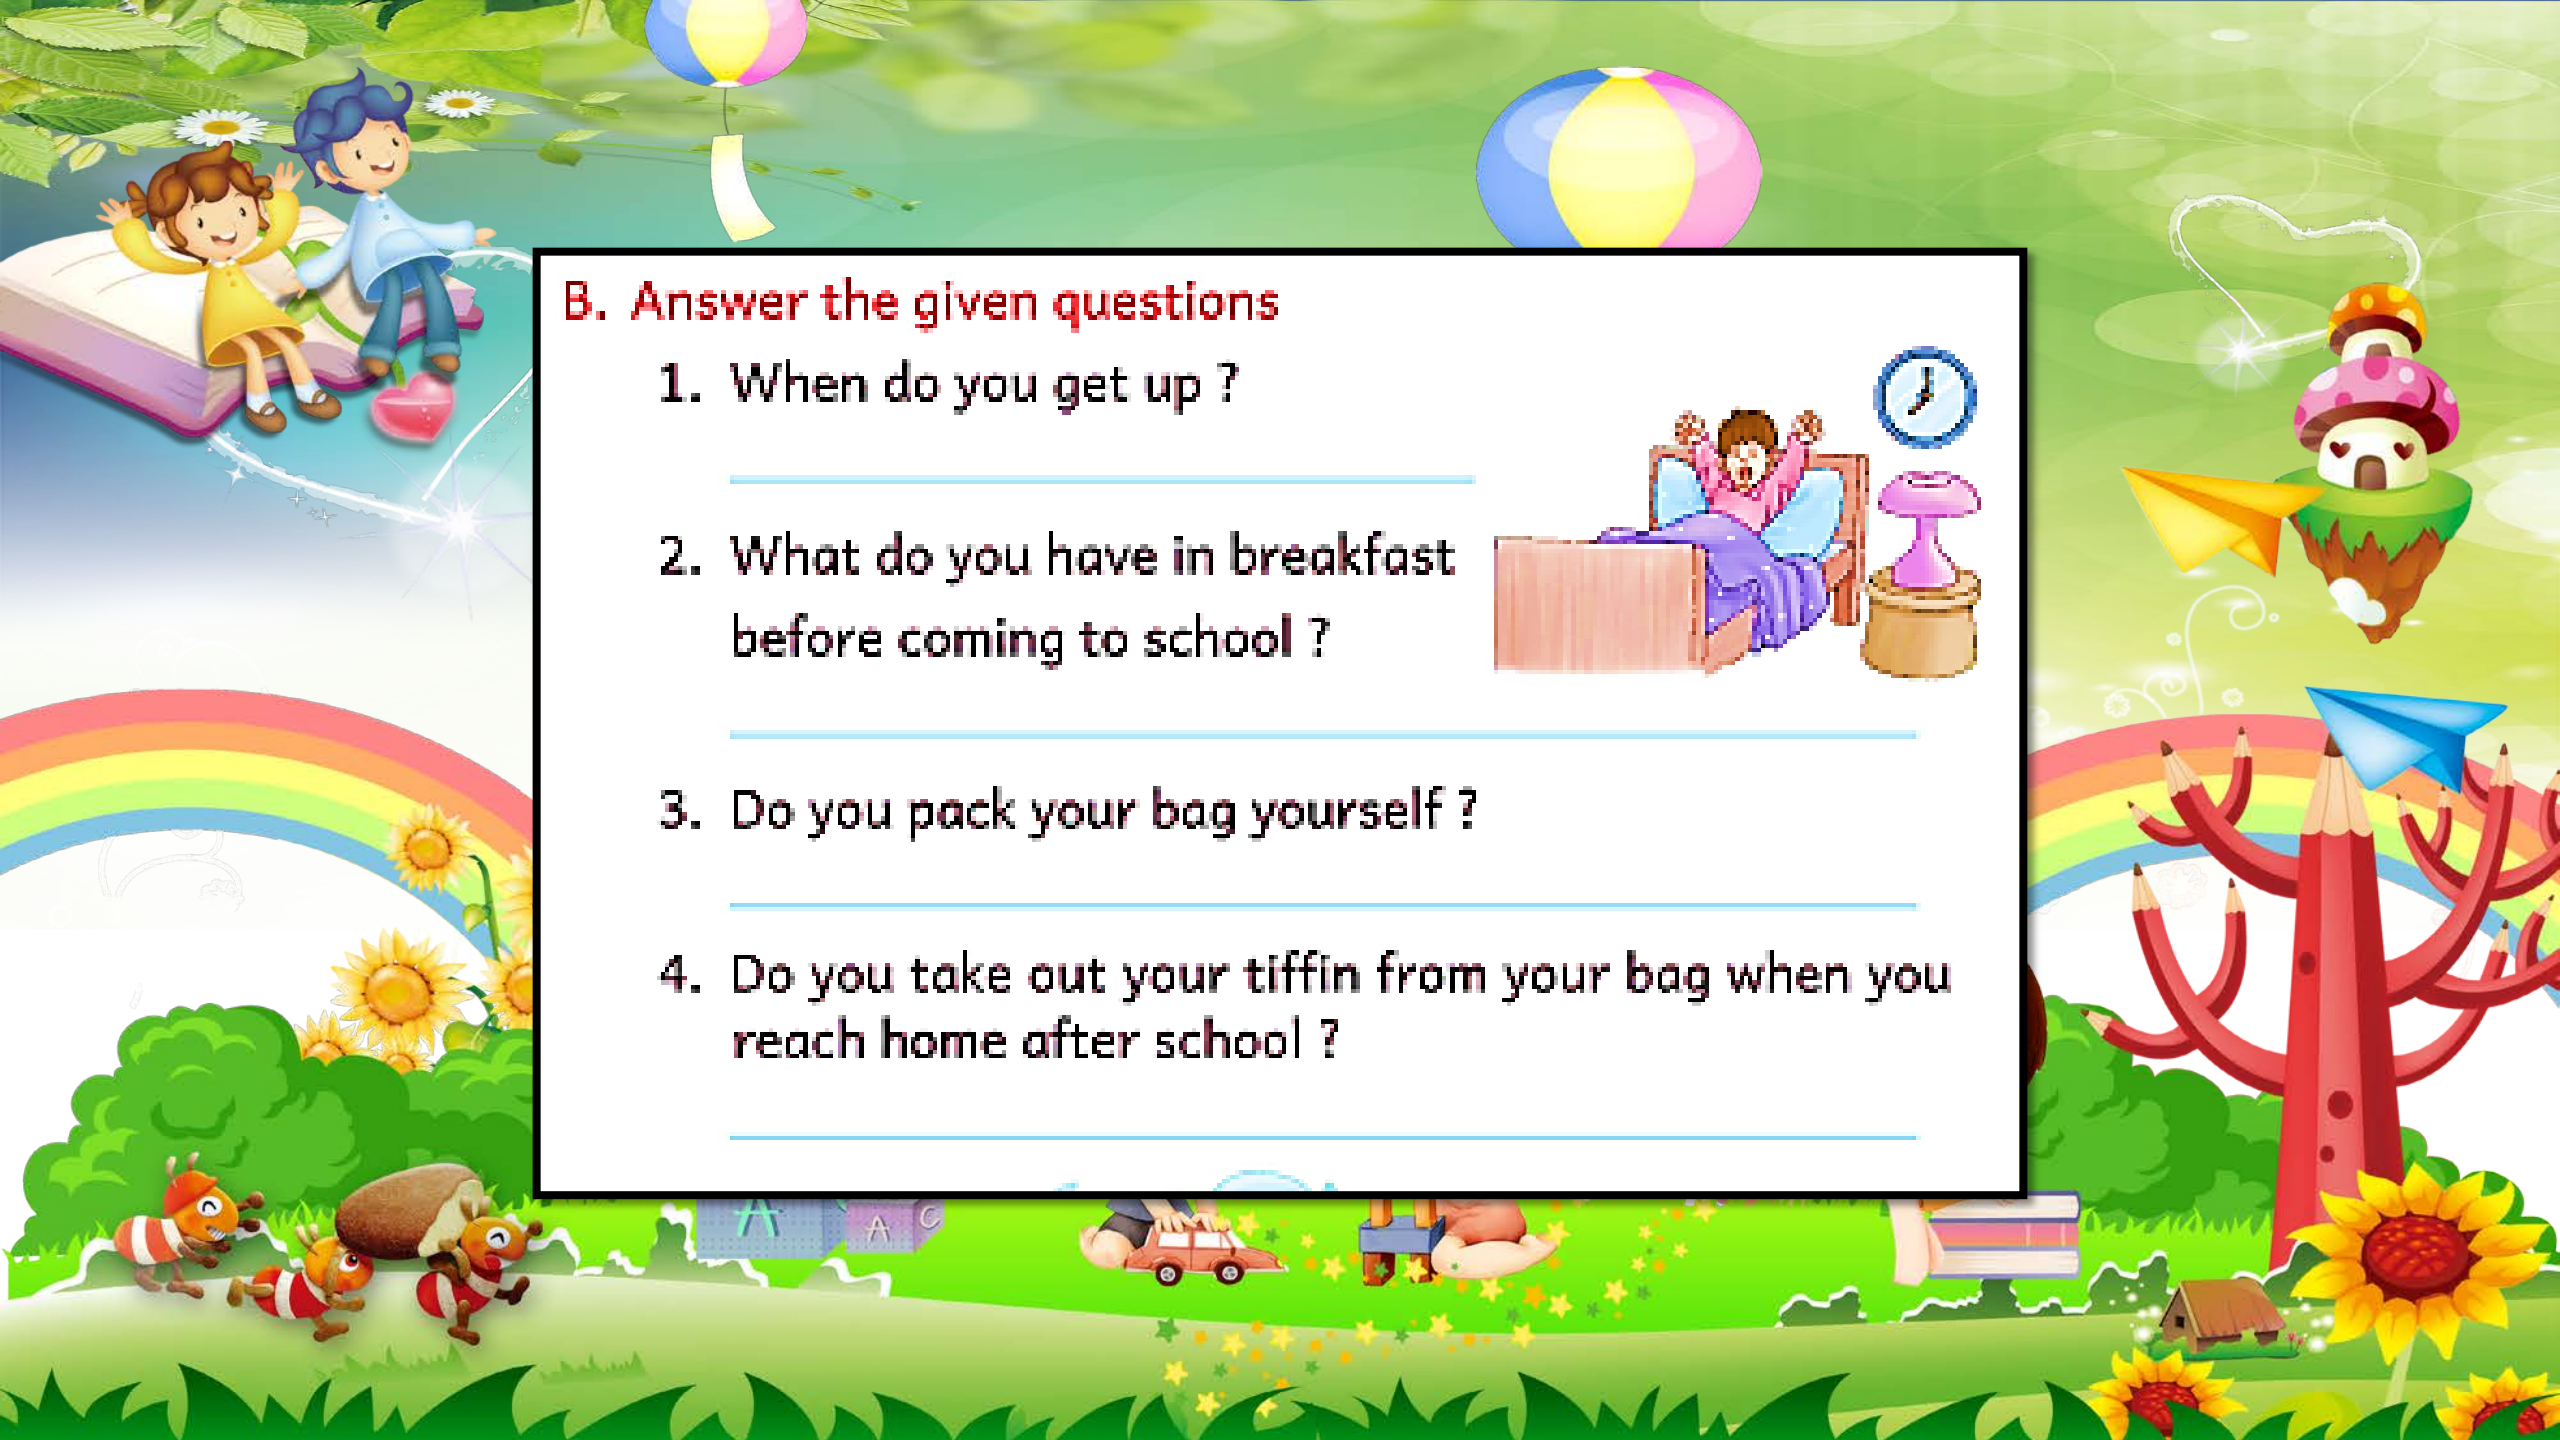 B. Answer the given questions
1. When do you get up ?
2. What do you have in breakfast
before coming to school ?
3. Do you pack your bag yourself ?
4. Do you take out your tiffin from your bag when you
reach home after school ?
A A C